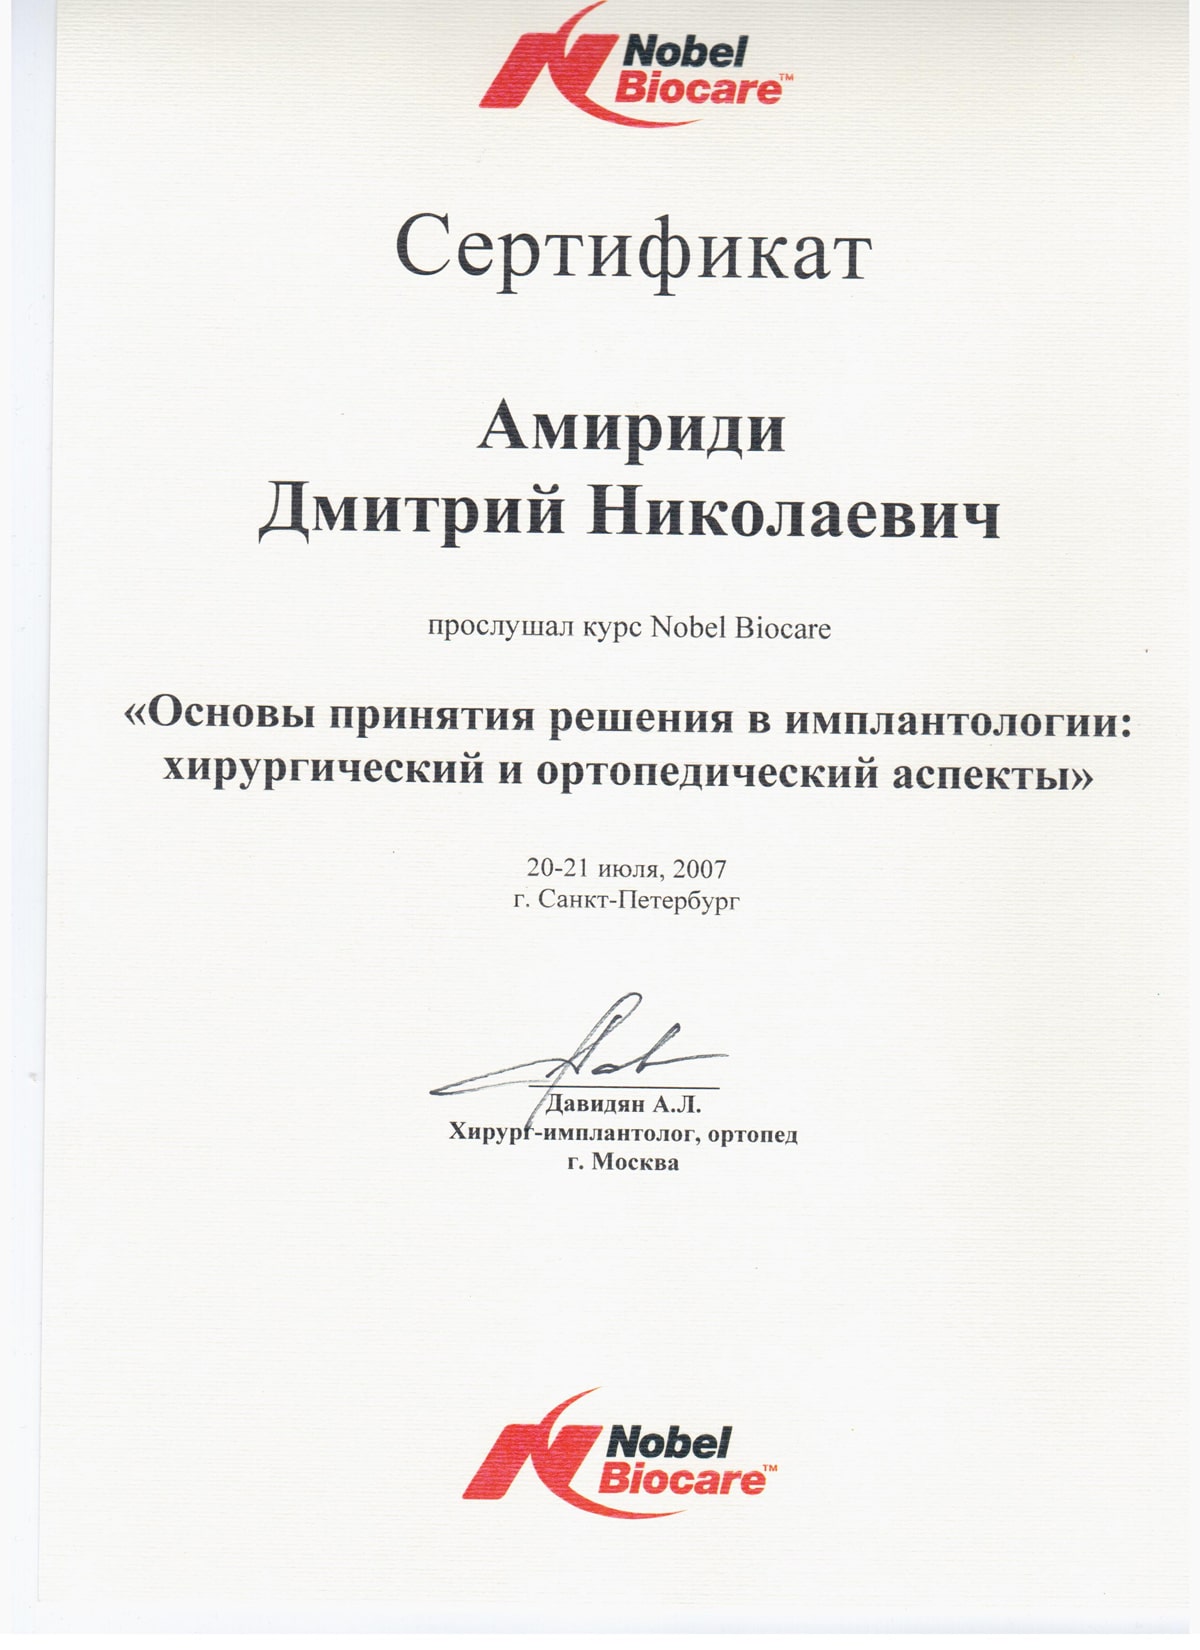 Nobel
Biocare™
Сертификат
Амириди
Дмитрий Николаевич
прослушал курс Nobel Biocare
«Основы принятия решения в имплантологии:
хирургический и ортопедический аспекты»
20-21 июля, 2007
г. Санкт-Петербург
Давидян А.Л.
Хирург-имплантолог, ортопед
г. Москва
Nobel
Biocare™